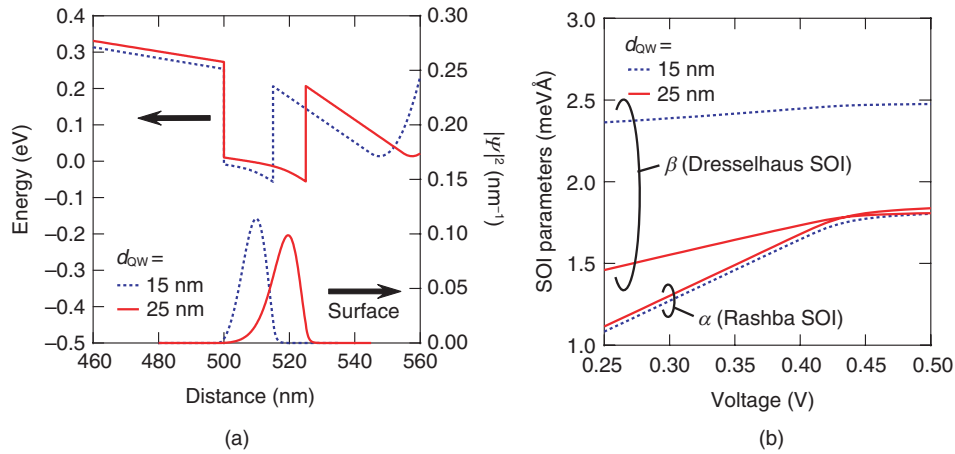 0.4
0.3
0.2
0.1
0.0
–0.1
–0.2
–0.3
–0.4
–0.5
Energy (eV)
460
480
500
520
540
560
Distance (nm)
0.30
0.25
0.20
0.15
0.10
0.05
0.00
|Ψ|² (nm⁻¹)
d_QW =
15 nm
25 nm
Surface
(a)
3.0
2.5
2.0
1.5
1.0
SOI parameters (meVÅ)
0.25
0.30
0.35
0.40
0.45
0.50
Voltage (V)
d_QW =
15 nm
25 nm
β (Dresselhaus SOI)
α (Rashba SOI)
(b)